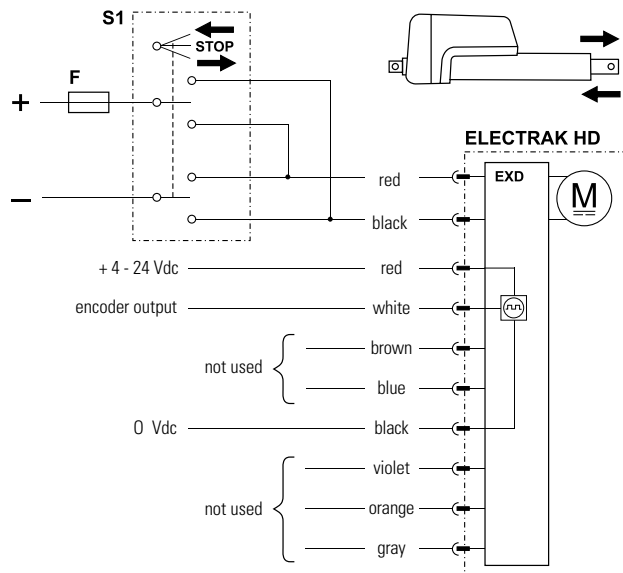 S1
STOP
F
+
–
ELECTRAK HD
EXD
M
red
black
+ 4 - 24 Vdc
red
encoder output
white
brown
not used
blue
0 Vdc
black
violet
not used
orange
gray